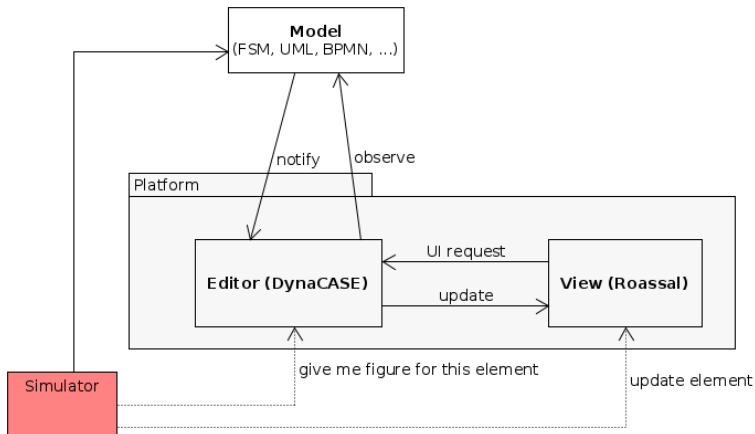 Model
(FSM, UML, BPMN, ...)
notify
observe
Platform
UI request
Editor (DynaCASE)
View (Roassal)
update
give me figure for this element
update element
Simulator